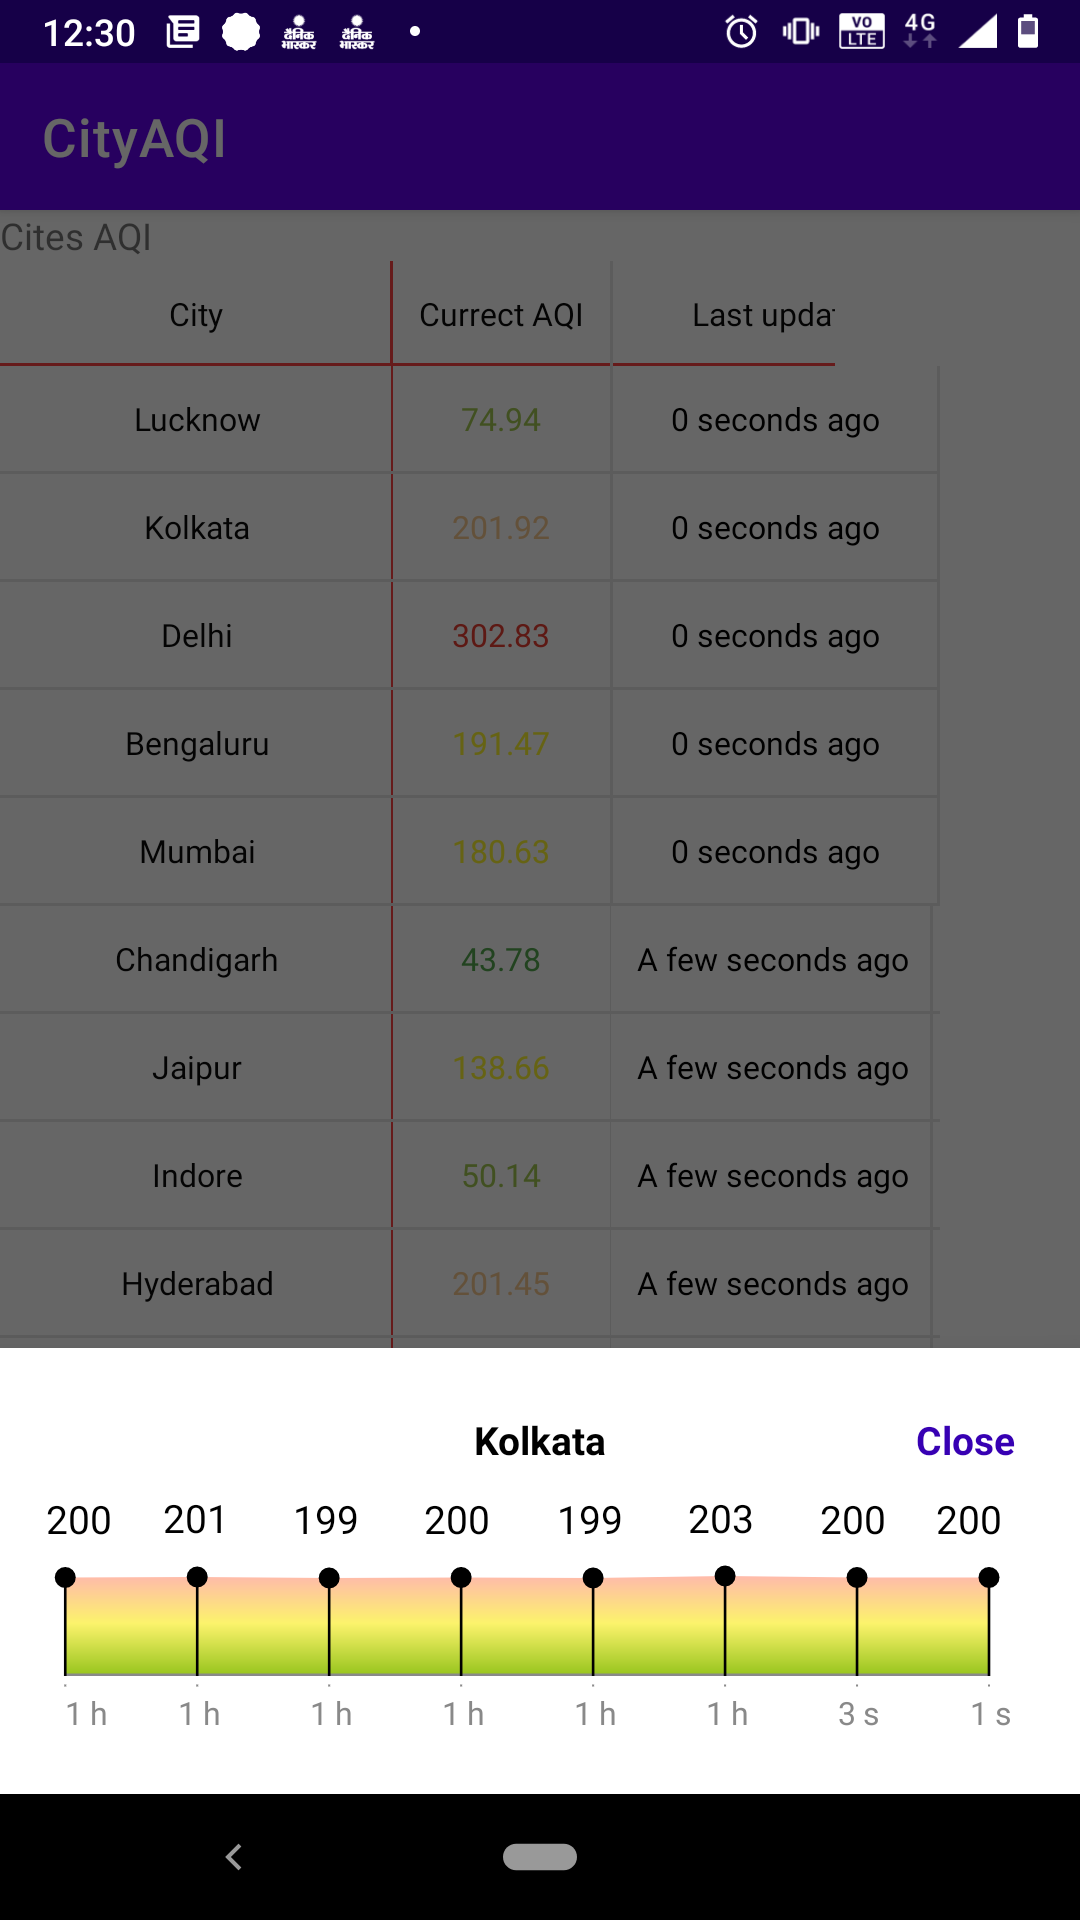 12:30 दैनिक भास्कर दैनिक भास्कर VO LTE 4G
CityAQI
Cites AQI
City Currect AQI Last updat
Lucknow 74.94 0 seconds ago
Kolkata 201.92 0 seconds ago
Delhi 302.83 0 seconds ago
Bengaluru 191.47 0 seconds ago
Mumbai 180.63 0 seconds ago
Chandigarh 43.78 A few seconds ago
Jaipur 138.66 A few seconds ago
Indore 50.14 A few seconds ago
Hyderabad 201.45 A few seconds ago
Kolkata Close
200 201 199 200 199 203 200 200
1 h 1 h 1 h 1 h 1 h 1 h 3 s 1 s